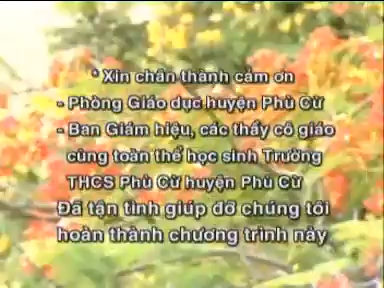 * Xin chân thành cảm ơn
- Phòng Giáo dục huyện Phù Cừ
- Ban Giám hiệu, các thầy cô giáo
cùng toàn thể học sinh Trường
THCS Phù Cừ huyện Phù Cừ
Đã tận tình giúp đỡ chúng tôi
hoàn thành chương trình này